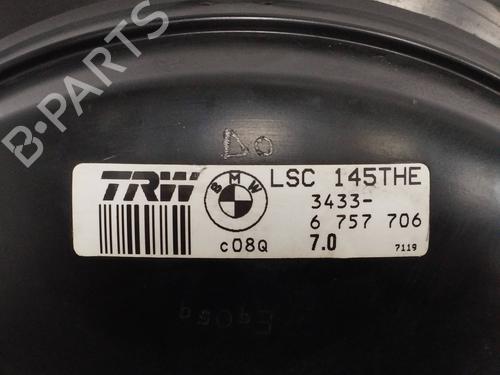 B-PARTS
TRW
BMW
LSC 145THE
3433-
6 757 706
c08Q
7.0
7119